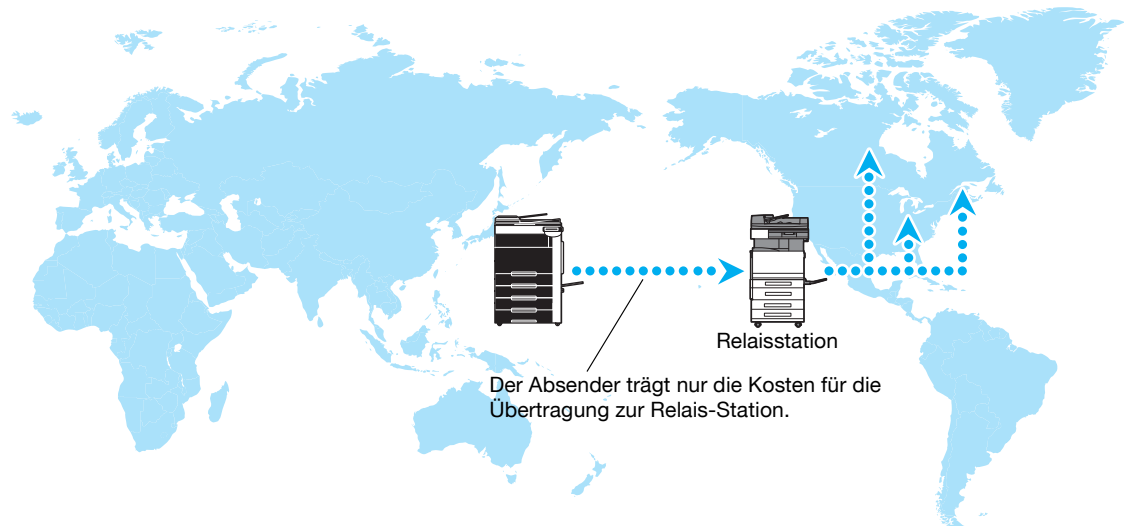 Relaisstation
Der Absender trägt nur die Kosten für die
Übertragung zur Relais-Station.